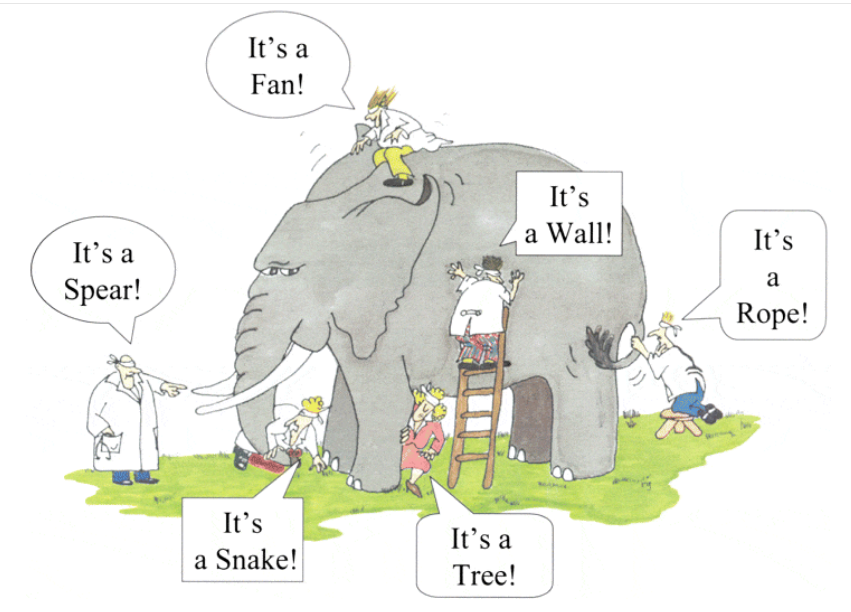 It's a
Fan!
It's
a Wall!
It's
a
Rope!
It's a
Spear!
It's
a Snake!
It's a
Tree!